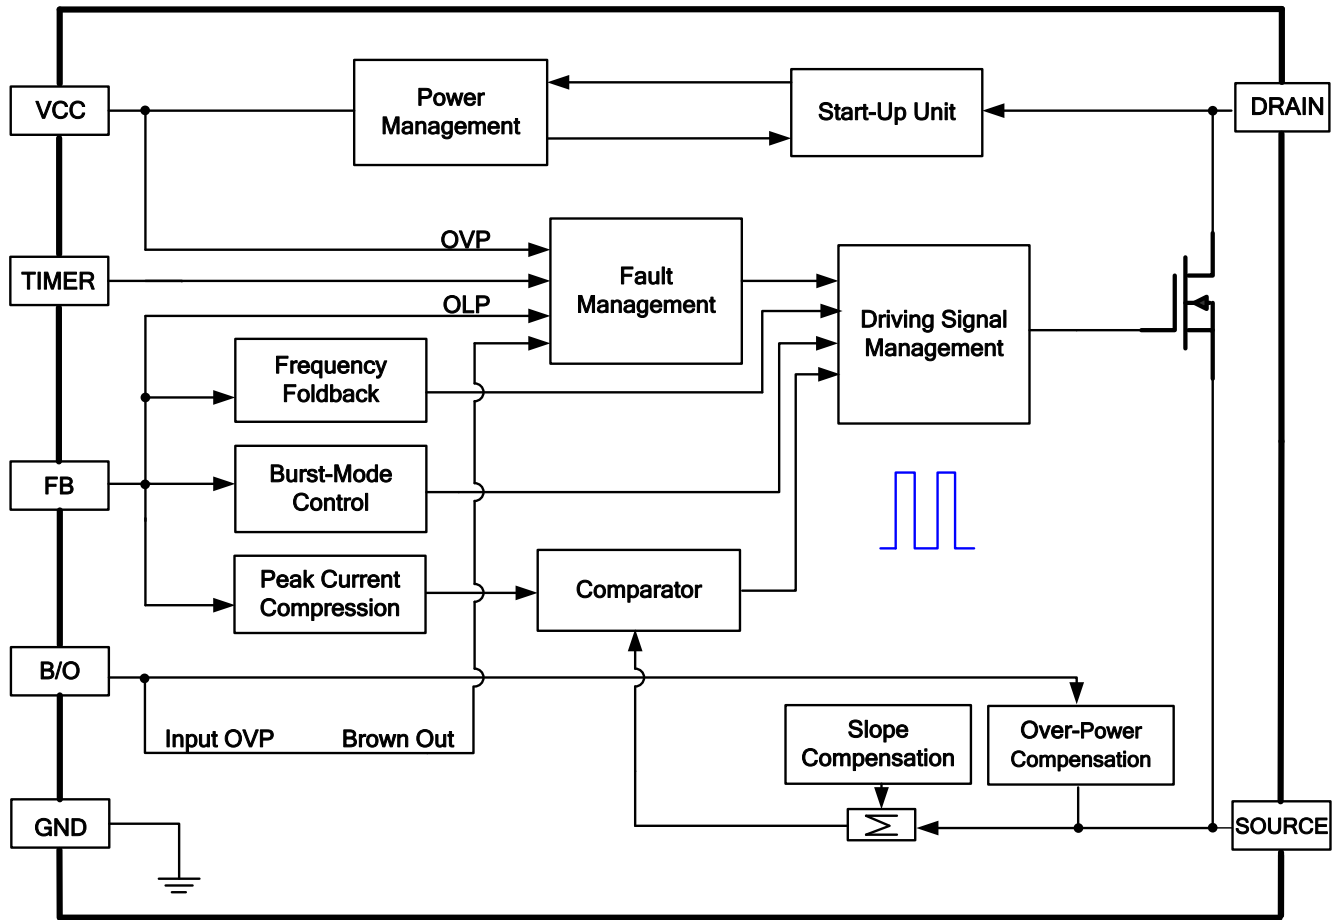 VCC
Power
Management
Start-Up Unit
DRAIN
OVP
TIMER
OLP
Fault
Management
Driving Signal
Management
Frequency
Foldback
FB
Burst-Mode
Control
Peak Current
Compression
Comparator
B/O
Input OVP
Brown Out
Slope
Compensation
Over-Power
Compensation
GND
Σ
SOURCE